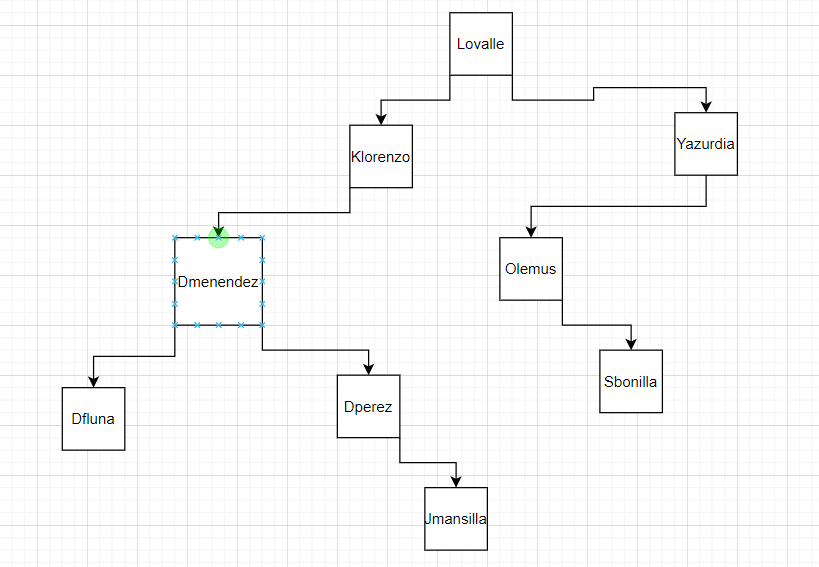 Lovalle
Yazurdia
Klorenzo
Olemus
Dmenendez
Sbonilla
Dperez
Dfluna
Jmansilla